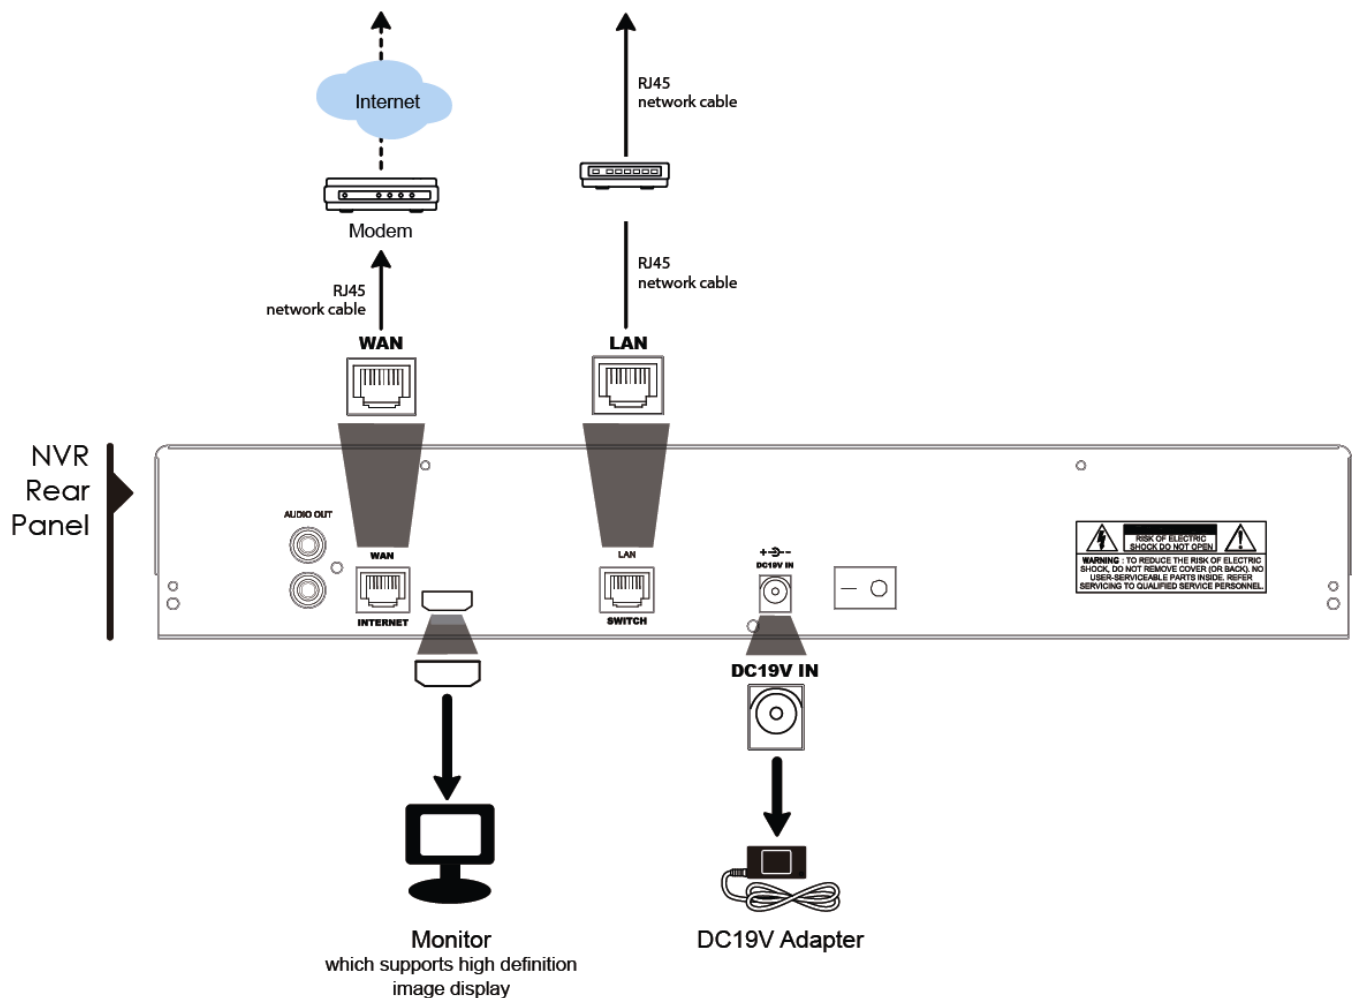 Internet
Modem
RJ45
network cable
WAN
RJ45
network cable
RJ45
network cable
LAN
NVR
Rear
Panel
AUDIO OUT
WAN
INTERNET
LAN
SWITCH
+ -
DC19V IN
RISK OF ELECTRIC
SHOCK DO NOT OPEN
WARNING : TO REDUCE THE RISK OF ELECTRIC
SHOCK, DO NOT REMOVE COVER (OR BACK). NO
USER-SERVICEABLE PARTS INSIDE. REFER
SERVICING TO QUALIFIED SERVICE PERSONNEL.
DC19V IN
Monitor
which supports high definition
image display
DC19V Adapter